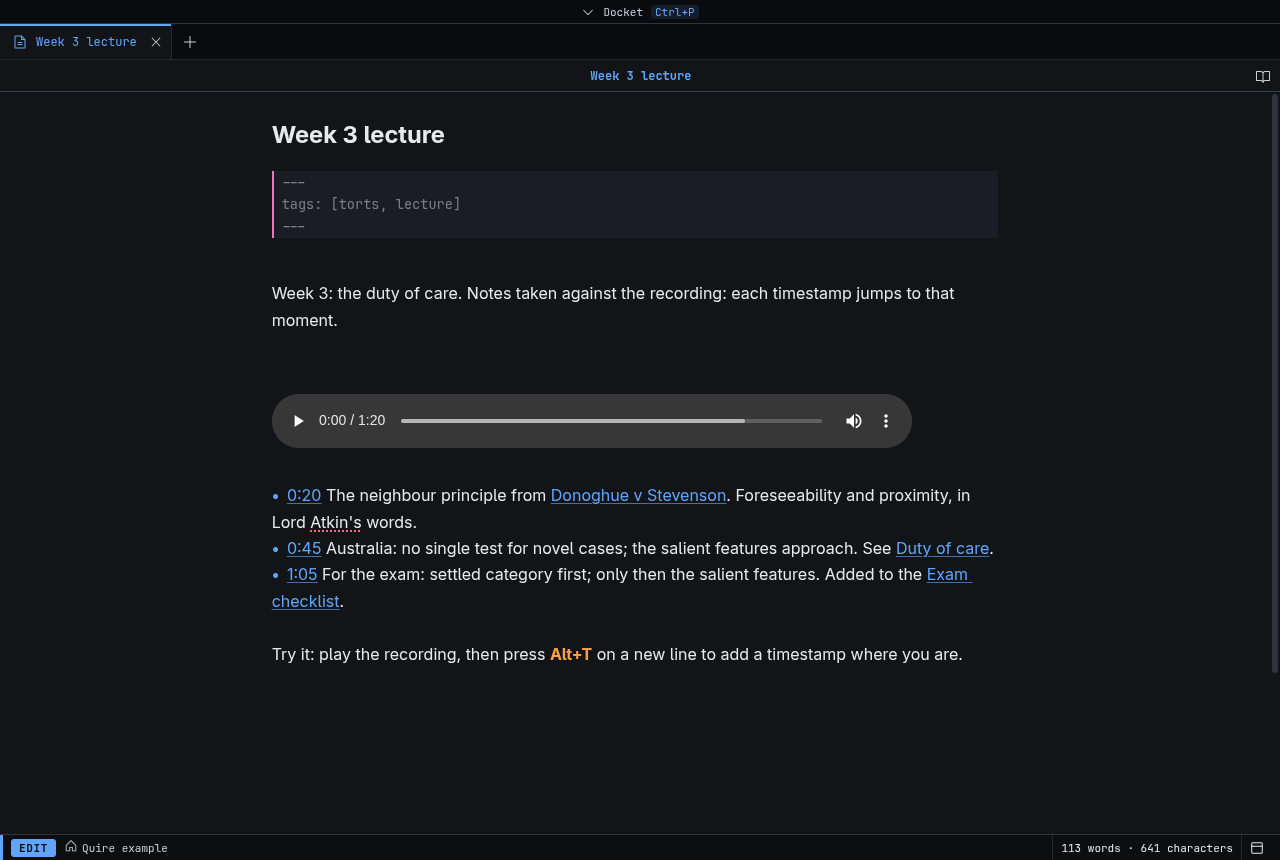 Docket Ctrl+P
Week 3 lecture
Week 3 lecture
Week 3 lecture
---
tags: [torts, lecture]
---
Week 3: the duty of care. Notes taken against the recording: each timestamp jumps to that
moment.
0:00 / 1:20
• 0:20 The neighbour principle from Donoghue v Stevenson. Foreseeability and proximity, in
Lord Atkin's words.
• 0:45 Australia: no single test for novel cases; the salient features approach. See Duty of care.
• 1:05 For the exam: settled category first; only then the salient features. Added to the Exam
checklist.
Try it: play the recording, then press Alt+T on a new line to add a timestamp where you are.
EDIT Quire example 113 words · 641 characters